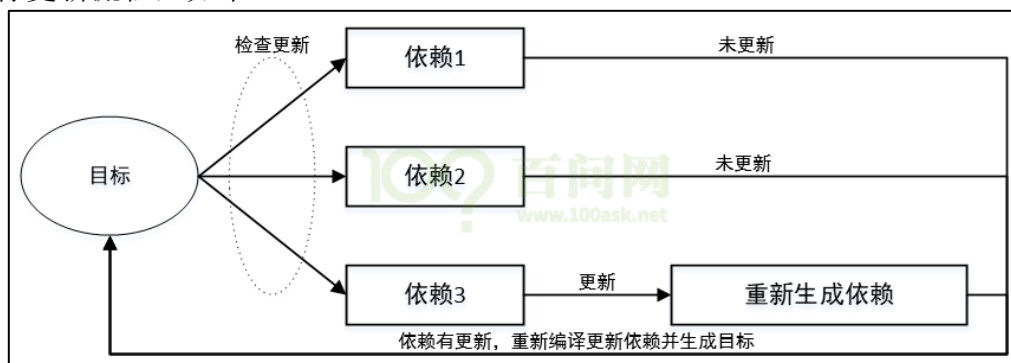 检查更新
依赖1
未更新
目标
依赖2
未更新
100
百问网
www.100ask.net
依赖3
更新
重新生成依赖
依赖有更新，重新编译更新依赖并生成目标